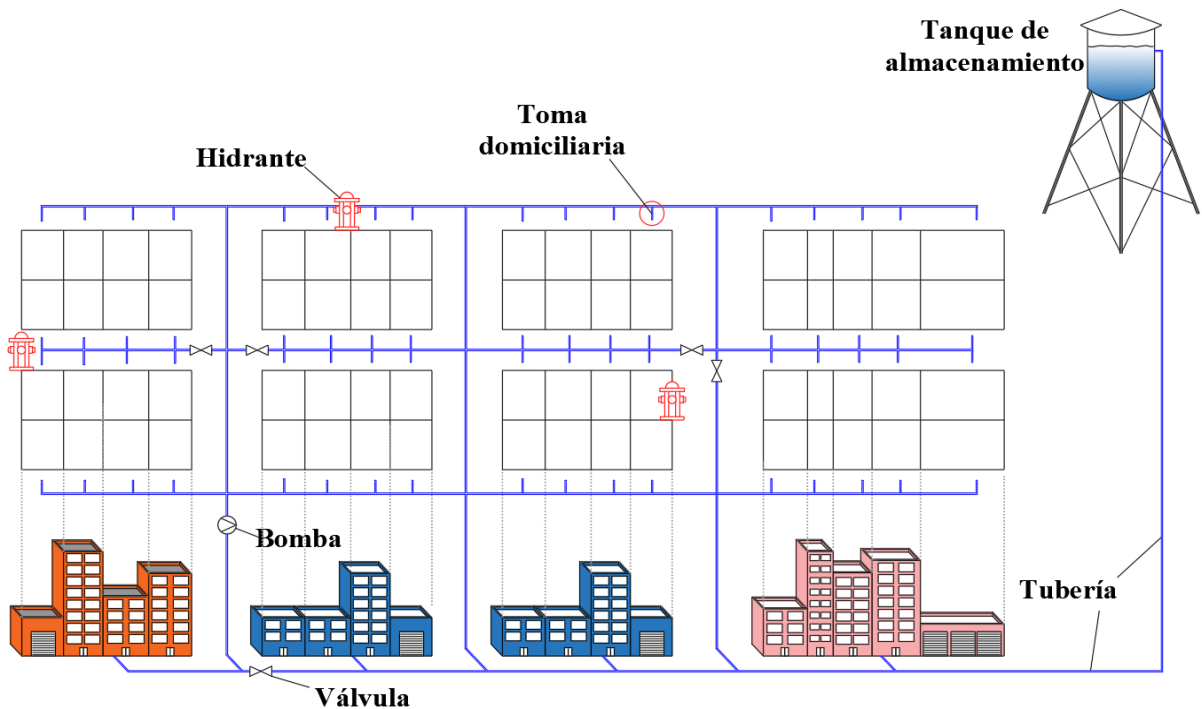 Tanque de
almacenamiento
Toma
domiciliaria
Hidrante
Bomba
Tubería
Válvula